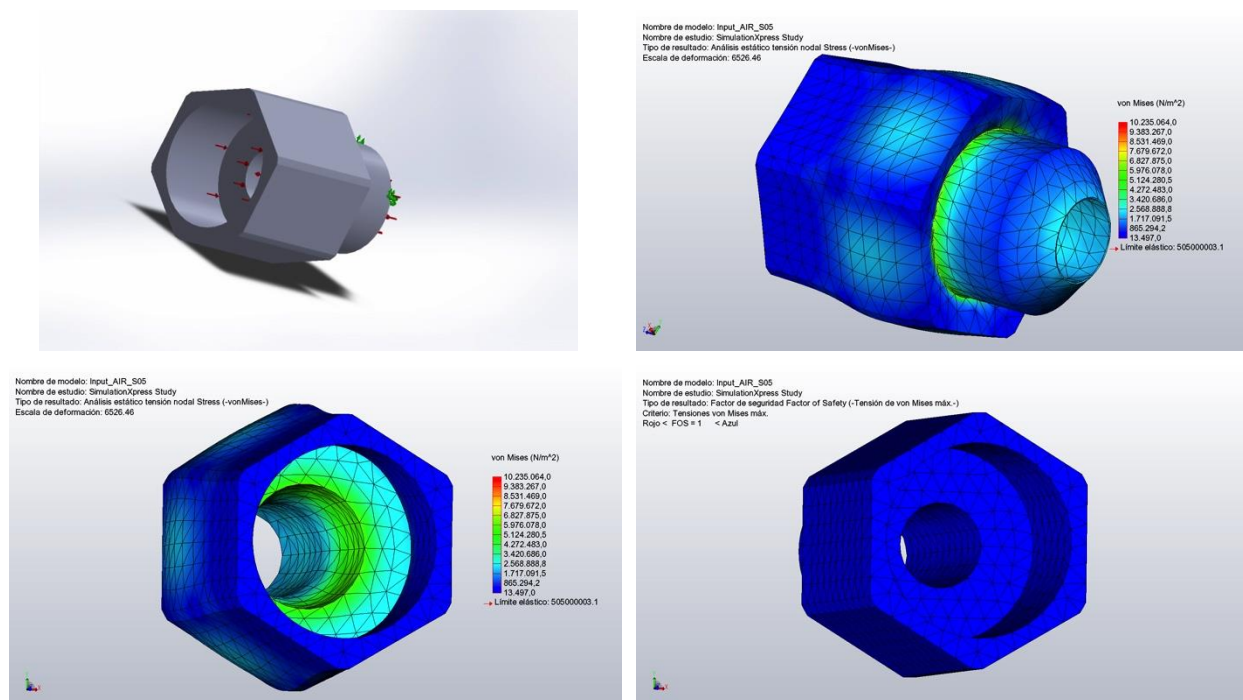 Nombre de modelo: Input_AIR_S05
Nombre de estudio: SimulationXpress Study
Tipo de resultado: Análisis estático tensión nodal Stress (-vonMises-)
Escala de deformación: 6526.46
von Mises (N/m^2)
10.235.064,0
9.383.267,0
8.531.469,0
7.679.672,0
6.827.875,0
5.976.078,0
5.124.280,5
4.272.483,0
3.420.686,0
2.568.888,8
1.717.091,5
865.294,2
13.497,0
Límite elástico: 505000003.1
Nombre de modelo: Input_AIR_S05
Nombre de estudio: SimulationXpress Study
Tipo de resultado: Análisis estático tensión nodal Stress (-vonMises-)
Escala de deformación: 6526.46
von Mises (N/m^2)
10.235.064,0
9.383.267,0
8.531.469,0
7.679.672,0
6.827.875,0
5.976.078,0
5.124.280,5
4.272.483,0
3.420.686,0
2.568.888,8
1.717.091,5
865.294,2
13.497,0
Límite elástico: 505000003.1
Nombre de modelo: Input_AIR_S05
Nombre de estudio: SimulationXpress Study
Tipo de resultado: Factor de seguridad Factor of Safety (-Tensión de von Mises máx.-)
Criterio: Tensiones von Mises máx.
Rojo < FOS = 1 < Azul